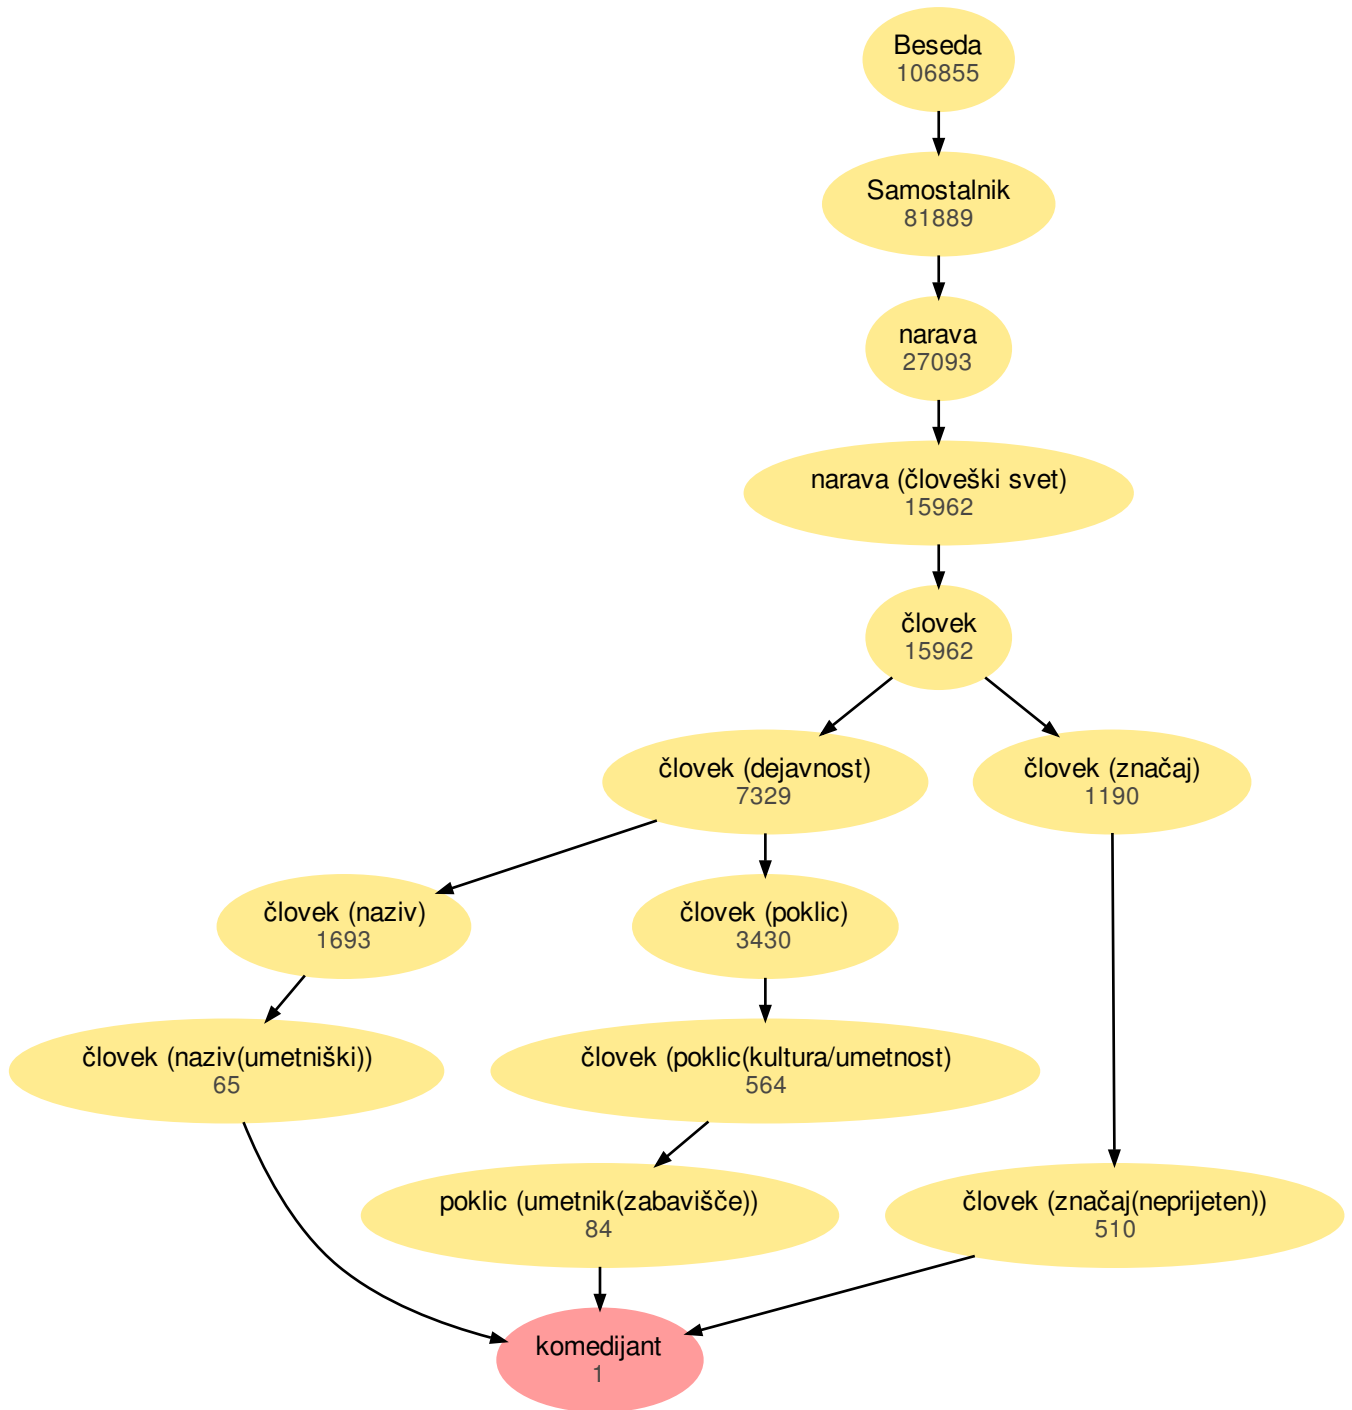 Beseda
106855
Samostalnik
81889
narava
27093
narava (človeški svet)
15962
človek
15962
človek (dejavnost)
7329
človek (značaj)
1190
človek (naziv)
1693
človek (poklic)
3430
človek (naziv(umetniški))
65
človek (poklic(kultura/umetnost)
564
poklic (umetnik(zabavišče))
84
človek (značaj(neprijeten))
510
komedijant
1